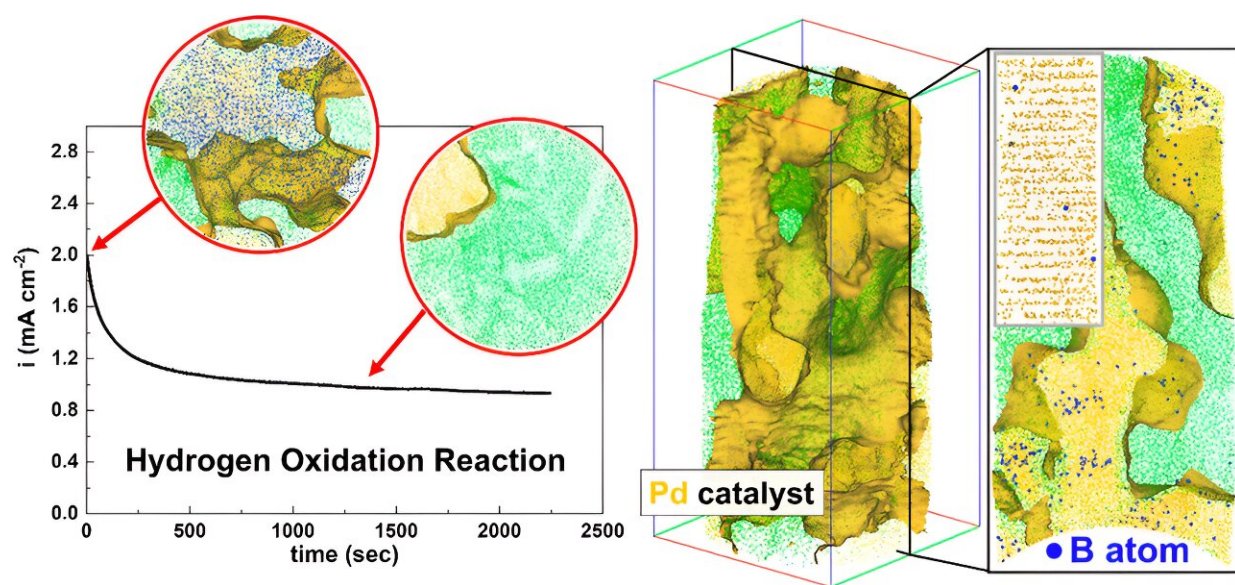 2.8
2.4
2.0
1.6
1.2
0.8
0.4
0.0
i (mA cm⁻²)
Hydrogen Oxidation Reaction
0 500 1000 1500 2000 2500
time (sec)
Pd catalyst
B atom